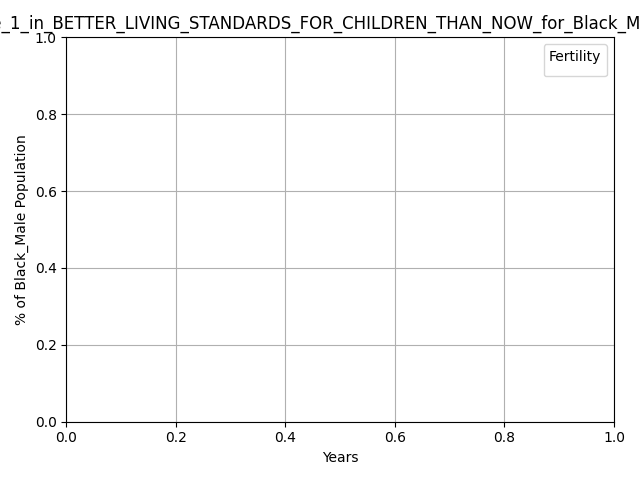 e_1_in_BETTER_LIVING_STANDARDS_FOR_CHILDREN_THAN_NOW_for_Black_M
Fertility
1.0
0.8
0.6
0.4
0.2
0.0
% of Black_Male Population
0.0 0.2 0.4 0.6 0.8 1.0
Years